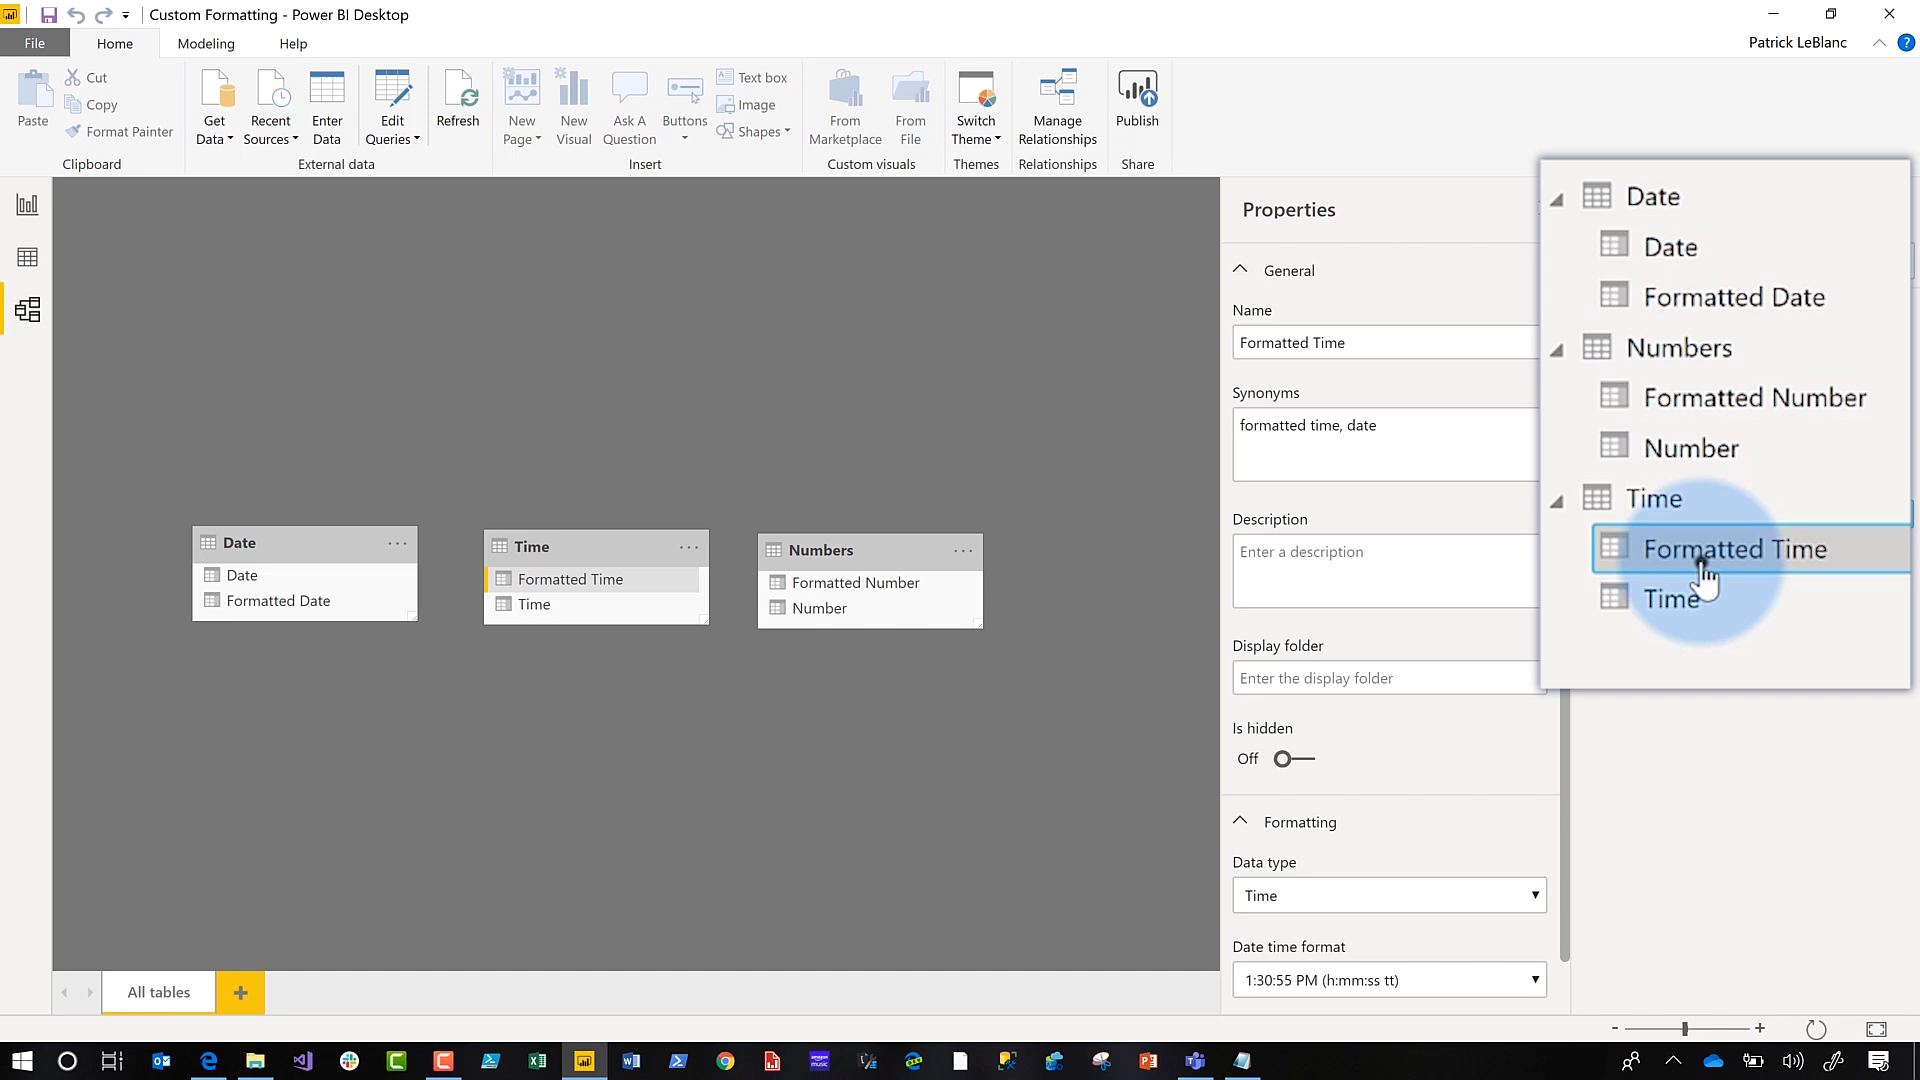 Custom Formatting - Power BI Desktop
File
Home
Modeling
Help
Patrick LeBlanc
Paste
Cut
Copy
Format Painter
Clipboard
Get
Data
Recent
Sources
Enter
Data
Edit
Queries
Refresh
External data
New
Page
New
Visual
Ask A
Question
Buttons
Text box
Image
Shapes
Insert
From
Marketplace
From
File
Custom visuals
Switch
Theme
Themes
Manage
Relationships
Relationships
Publish
Share
Date
Date
Formatted Date
Time
Formatted Time
Time
Numbers
Formatted Number
Number
Properties
General
Name
Formatted Time
Synonyms
formatted time, date
Description
Enter a description
Display folder
Enter the display folder
Is hidden
Off
Formatting
Data type
Time
Date time format
1:30:55 PM (h:mm:ss tt)
Date
Date
Formatted Date
Numbers
Formatted Number
Number
Time
Formatted Time
Time
All tables